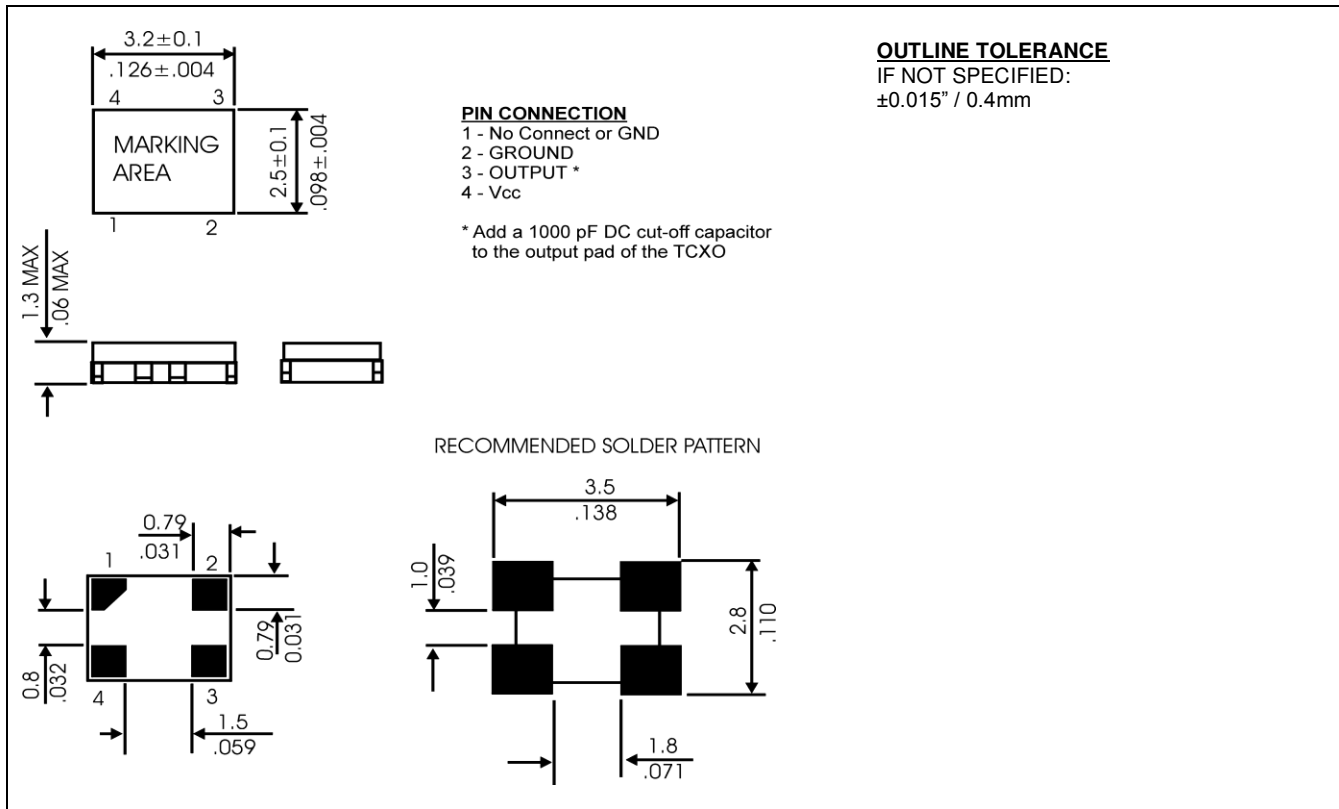 3.2±0.1
.126±.004
4 3
MARKING
AREA
1 2
2.5±0.1
.098±.004
PIN CONNECTION
1 - No Connect or GND
2 - GROUND
3 - OUTPUT *
4 - Vcc
* Add a 1000 pF DC cut-off capacitor
to the output pad of the TCXO
OUTLINE TOLERANCE
IF NOT SPECIFIED:
±0.015” / 0.4mm
1.3 MAX
.06 MAX
RECOMMENDED SOLDER PATTERN
0.79
.031
1 2
0.79
0.031
0.8
.032
4 3
1.5
.059
3.5
.138
1.0
.039
2.8
.110
1.8
.071